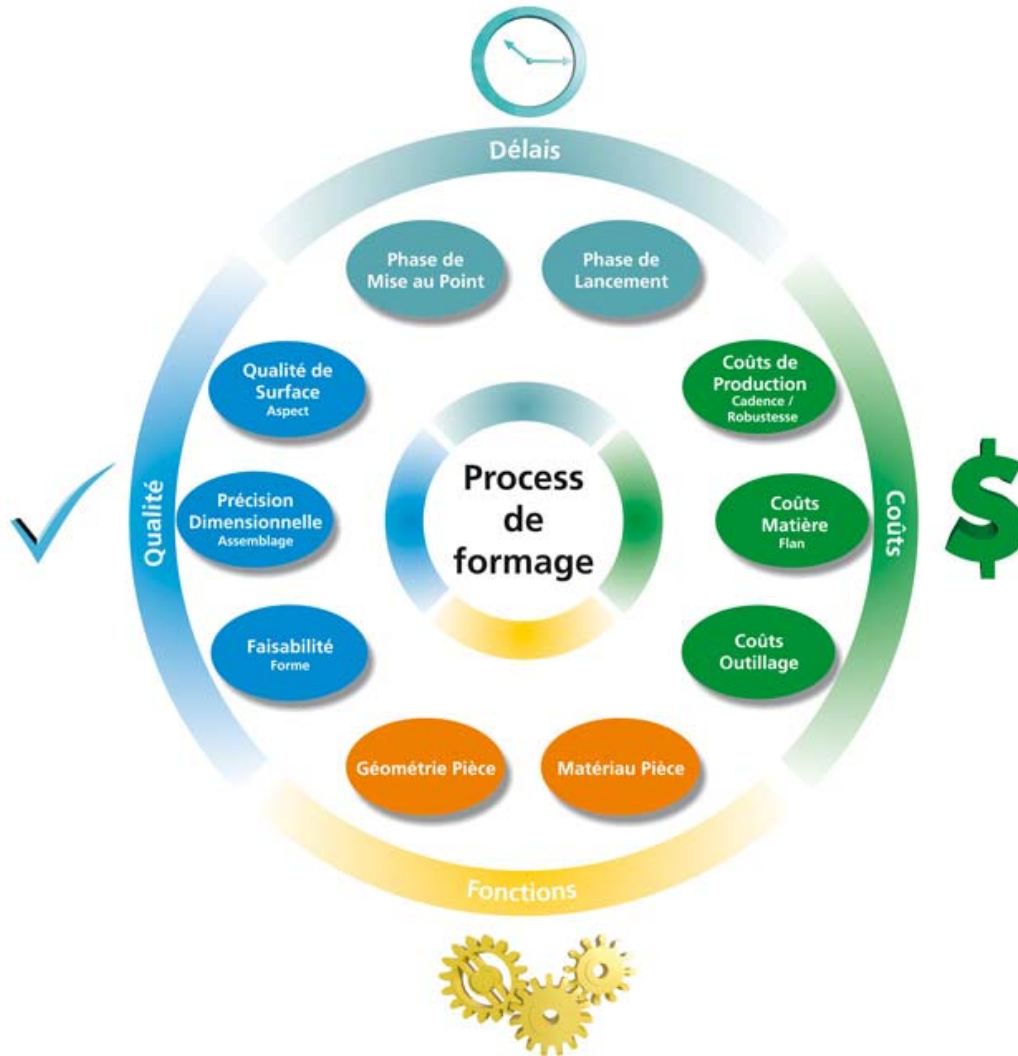 Délais
Phase de
Mise au Point
Phase de
Lancement
Qualité de
Surface
Aspect
Coûts de
Production
Cadence /
Robustesse
Qualité
Précision
Dimensionnelle
Assemblage
Process
de
formage
Coûts
Matière
Flan
Coûts
Faisabilité
Forme
Coûts
Outillage
Géométrie Pièce
Matériau Pièce
Fonctions